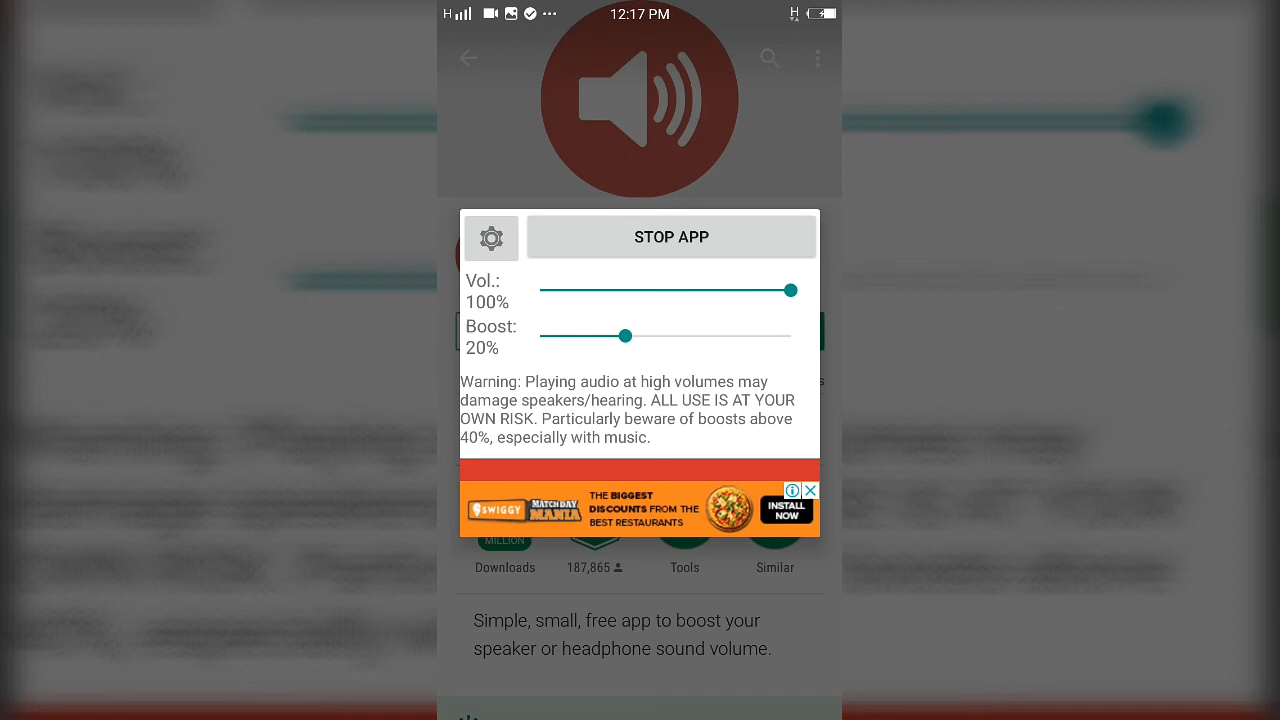 H 12:17 PM H
STOP APP
Vol.:
100%
Boost:
20%
Warning: Playing audio at high volumes may
damage speakers/hearing. ALL USE IS AT YOUR
OWN RISK. Particularly beware of boosts above
40%, especially with music.
SWIGGY
MATCHDAY
MANIA
THE BIGGEST
DISCOUNTS FROM THE
BEST RESTAURANTS
INSTALL
NOW
MILLION
Downloads 187,865 Tools Similar
Simple, small, free app to boost your
speaker or headphone sound volume.